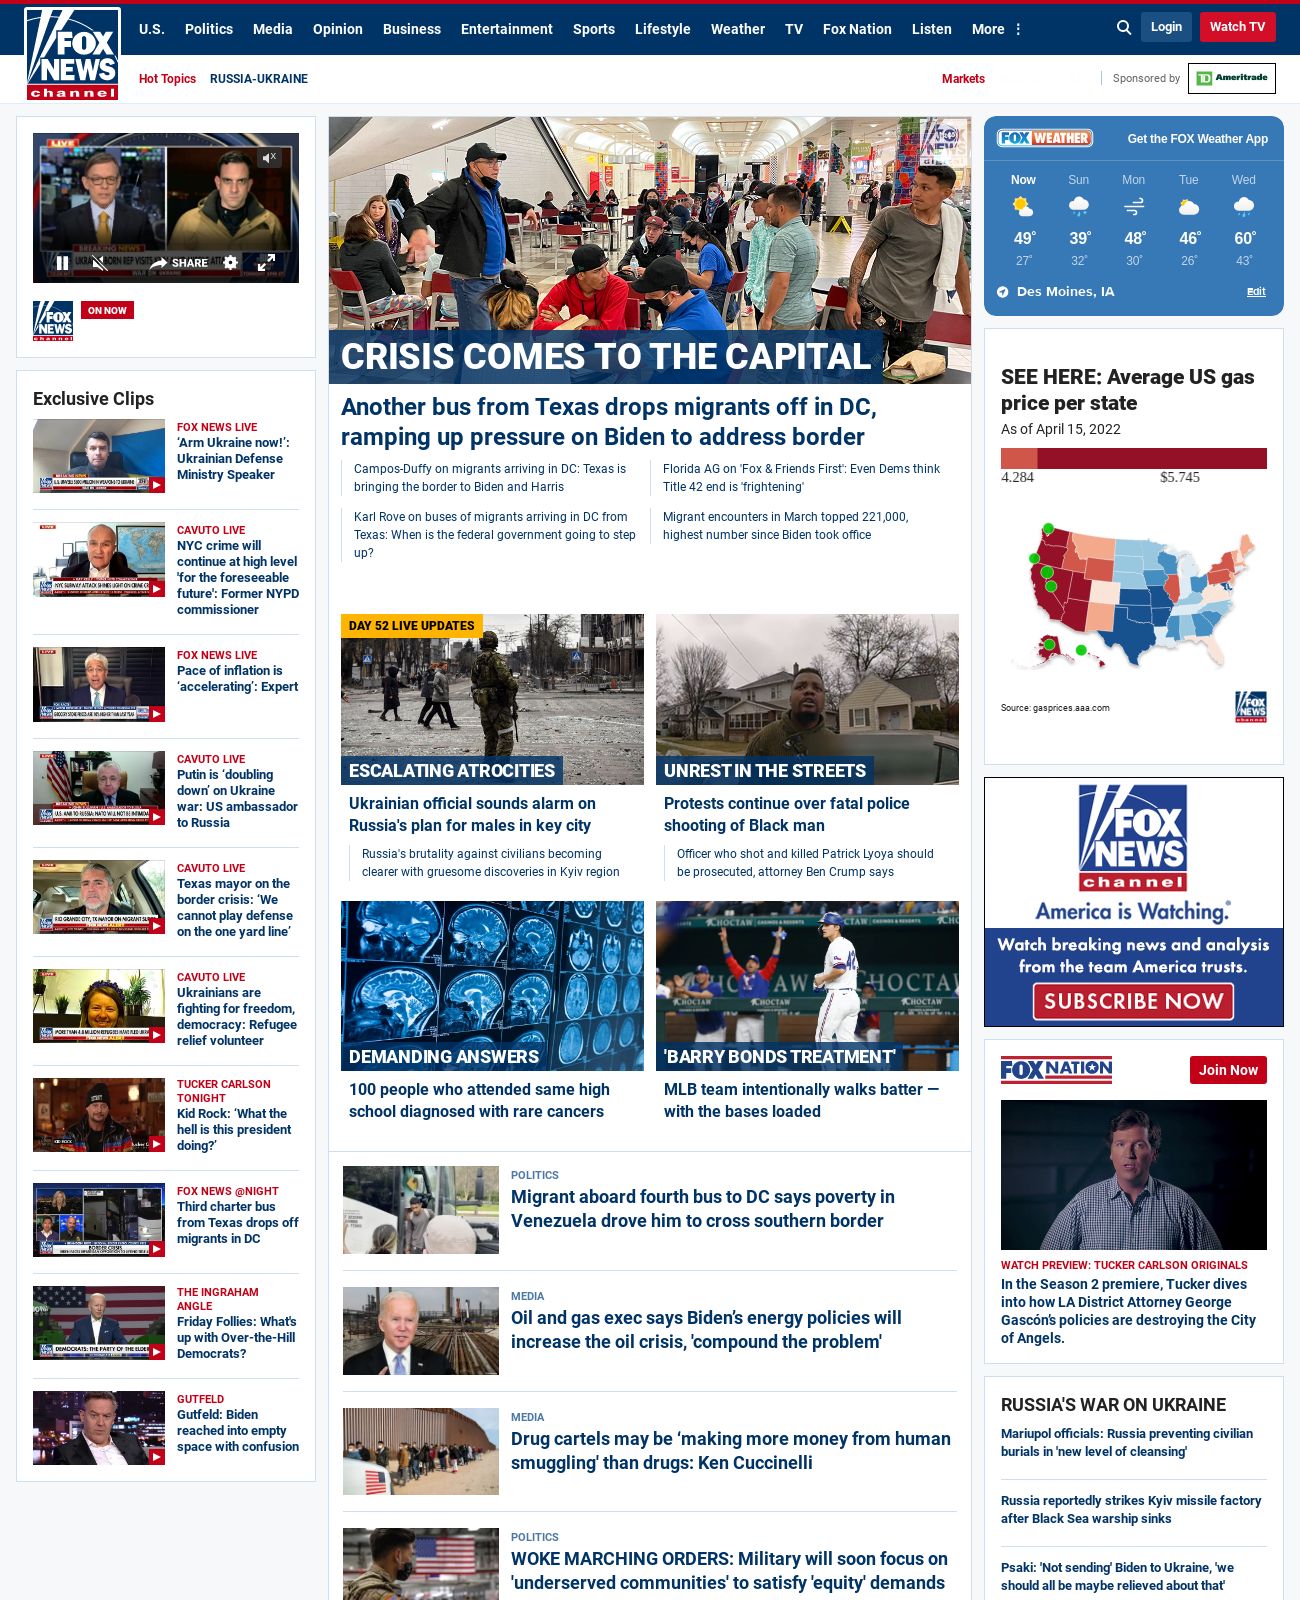 FOX
NEWS
channel
U.S. Politics Media Opinion Business Entertainment Sports Lifestyle Weather TV Fox Nation Listen More
Login
Watch TV
Hot Topics RUSSIA-UKRAINE
Markets
Sponsored by
TD Ameritrade
LIVE
BREAKING NEWS
SHARE
FOX
NEWS
channel
ON NOW
Exclusive Clips
FOX NEWS LIVE
‘Arm Ukraine now!’:
Ukrainian Defense
Ministry Speaker
CAVUTO LIVE
NYC crime will
continue at high level
'for the foreseeable
future': Former NYPD
commissioner
FOX NEWS LIVE
Pace of inflation is
‘accelerating’: Expert
CAVUTO LIVE
Putin is ‘doubling
down’ on Ukraine
war: US ambassador
to Russia
CAVUTO LIVE
Texas mayor on the
border crisis: ‘We
cannot play defense
on the one yard line’
CAVUTO LIVE
Ukrainians are
fighting for freedom,
democracy: Refugee
relief volunteer
TUCKER CARLSON
TONIGHT
Kid Rock: ‘What the
hell is this president
doing?’
FOX NEWS @NIGHT
Third charter bus
from Texas drops off
migrants in DC
BORDER CRISIS
THE INGRAHAM
ANGLE
Friday Follies: What's
up with Over-the-Hill
Democrats?
GUTFELD
Gutfeld: Biden
reached into empty
space with confusion
CRISIS COMES TO THE CAPITAL
Another bus from Texas drops migrants off in DC,
ramping up pressure on Biden to address border
Campos-Duffy on migrants arriving in DC: Texas is
bringing the border to Biden and Harris
Florida AG on 'Fox & Friends First': Even Dems think
Title 42 end is 'frightening'
Karl Rove on buses of migrants arriving in DC from
Texas: When is the federal government going to step
up?
Migrant encounters in March topped 221,000,
highest number since Biden took office
DAY 52 LIVE UPDATES
ESCALATING ATROCITIES
Ukrainian official sounds alarm on
Russia's plan for males in key city
Russia's brutality against civilians becoming
clearer with gruesome discoveries in Kyiv region
UNREST IN THE STREETS
Protests continue over fatal police
shooting of Black man
Officer who shot and killed Patrick Lyoya should
be prosecuted, attorney Ben Crump says
DEMANDING ANSWERS
100 people who attended same high
school diagnosed with rare cancers
CHOCTAW
CHOCTAW
'BARRY BONDS TREATMENT'
MLB team intentionally walks batter —
with the bases loaded
POLITICS
Migrant aboard fourth bus to DC says poverty in
Venezuela drove him to cross southern border
MEDIA
Oil and gas exec says Biden’s energy policies will
increase the oil crisis, 'compound the problem'
MEDIA
Drug cartels may be ‘making more money from human
smuggling' than drugs: Ken Cuccinelli
POLITICS
WOKE MARCHING ORDERS: Military will soon focus on
'underserved communities' to satisfy 'equity' demands
FOX WEATHER
Get the FOX Weather App
Now Sun Mon Tue Wed
49° 39° 48° 46° 60°
27° 32° 30° 26° 43°
Des Moines, IA
Edit
SEE HERE: Average US gas
price per state
As of April 15, 2022
4.284 $5.745
Source: gasprices.aaa.com
FOX
NEWS
channel
FOX
NEWS
channel
America is Watching.®
Watch breaking news and analysis
from the team America trusts.
SUBSCRIBE NOW
FOX NATION
Join Now
WATCH PREVIEW: TUCKER CARLSON ORIGINALS
In the Season 2 premiere, Tucker dives
into how LA District Attorney George
Gascón's policies are destroying the City
of Angels.
RUSSIA'S WAR ON UKRAINE
Mariupol officials: Russia preventing civilian
burials in 'new level of cleansing'
Russia reportedly strikes Kyiv missile factory
after Black Sea warship sinks
Psaki: 'Not sending' Biden to Ukraine, 'we
should all be maybe relieved about that'